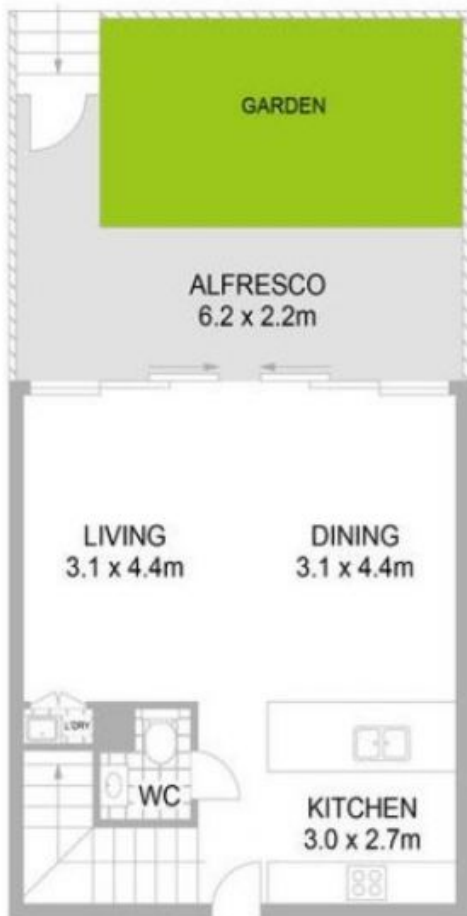 GARDEN
ALFRESCO
6.2 x 2.2m
LIVING
3.1 x 4.4m
DINING
3.1 x 4.4m
L'DRY
WC
KITCHEN
3.0 x 2.7m